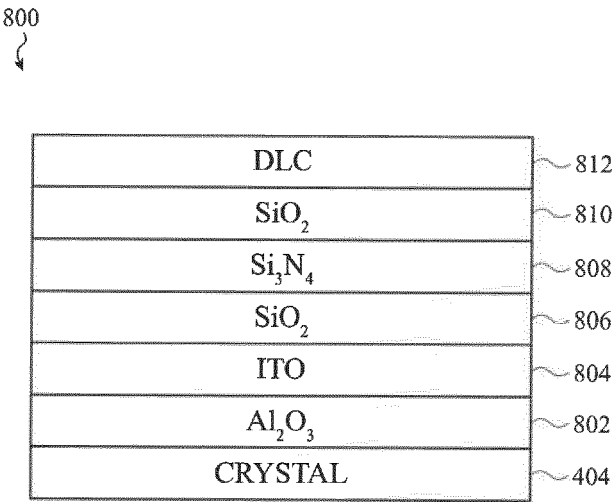 800
DLC 812
SiO₂ 810
Si₃N₄ 808
SiO₂ 806
ITO 804
Al₂O₃ 802
CRYSTAL 404